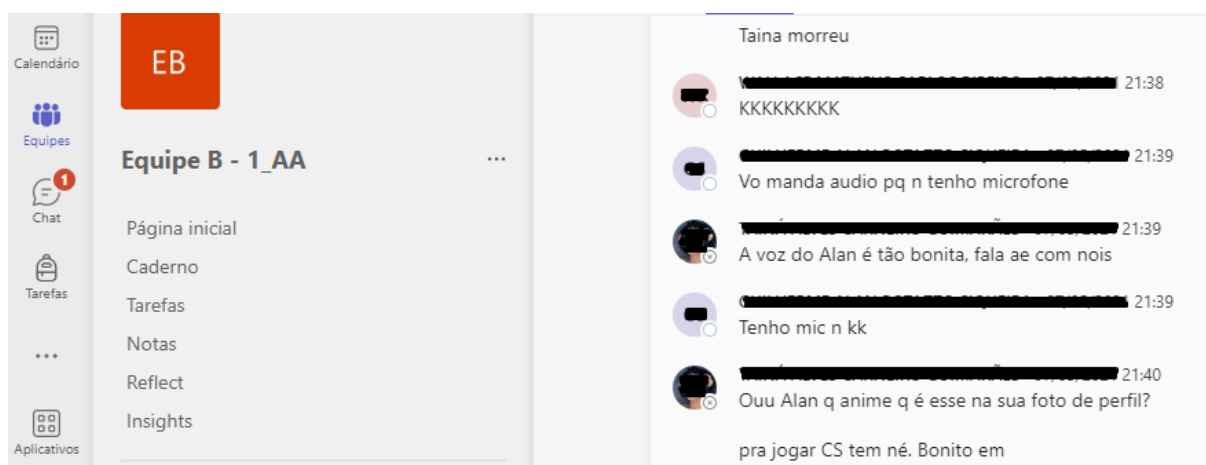 Calendário
Equipes
1
Chat
Tarefas
...
Aplicativos
EB
Equipe B - 1_AA
...
Página inicial
Caderno
Tarefas
Notas
Reflect
Insights
Taina morreu
21:38
KKKKKKKKK
21:39
Vo manda audio pq n tenho microfone
21:39
A voz do Alan é tão bonita, fala ae com nois
21:39
Tenho mic n kk
21:40
Ouu Alan q anime q é esse na sua foto de perfil?
pra jogar CS tem né. Bonito em